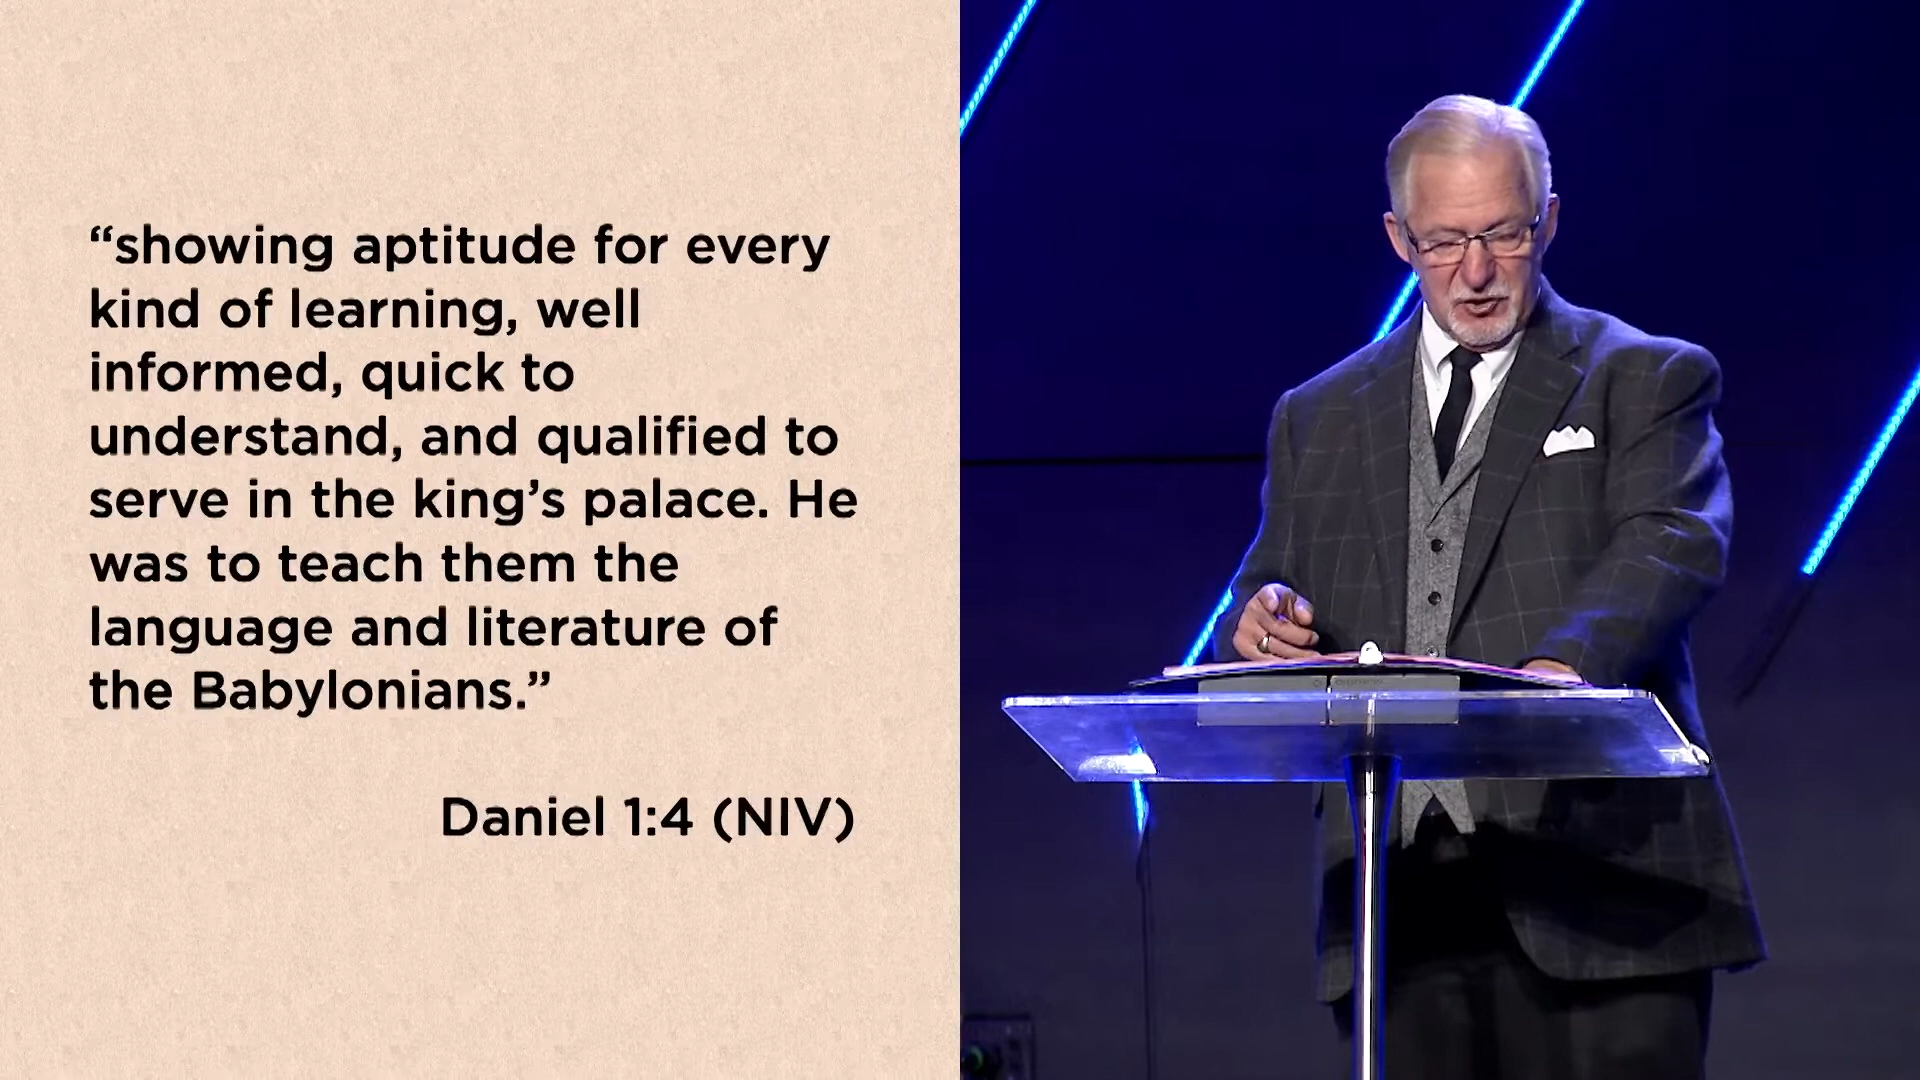 “showing aptitude for every
kind of learning, well
informed, quick to
understand, and qualified to
serve in the king’s palace. He
was to teach them the
language and literature of
the Babylonians.”
Daniel 1:4 (NIV)